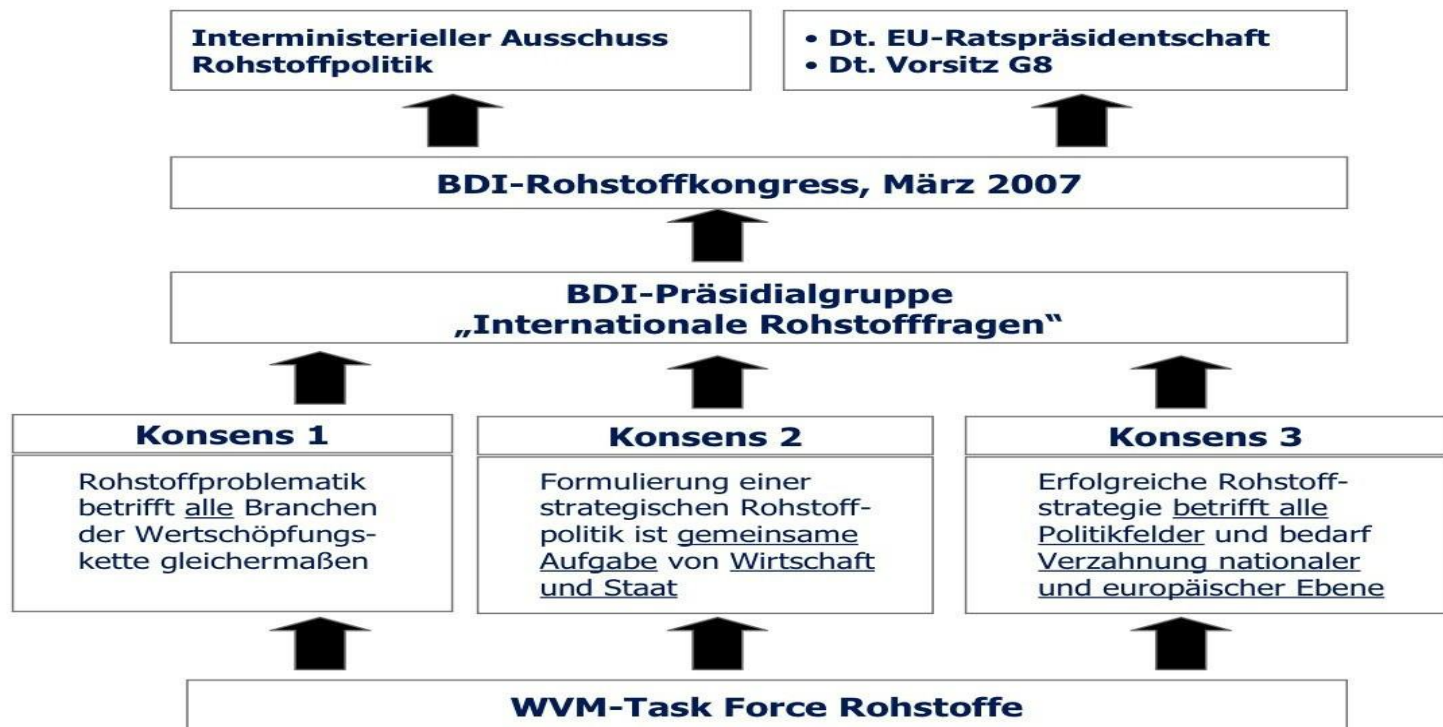 Interministerieller Ausschuss
Rohstoffpolitik
• Dt. EU-Ratspräsidentschaft
• Dt. Vorsitz G8
BDI-Rohstoffkongress, März 2007
BDI-Präsidialgruppe
„Internationale Rohstofffragen“
Konsens 1
Rohstoffproblematik
betrifft alle Branchen
der Wertschöpfungs-
kette gleichermaßen
Konsens 2
Formulierung einer
strategischen Rohstoff-
politik ist gemeinsame
Aufgabe von Wirtschaft
und Staat
Konsens 3
Erfolgreiche Rohstoff-
strategie betrifft alle
Politikfelder und bedarf
Verzahnung nationaler
und europäischer Ebene
WVM-Task Force Rohstoffe